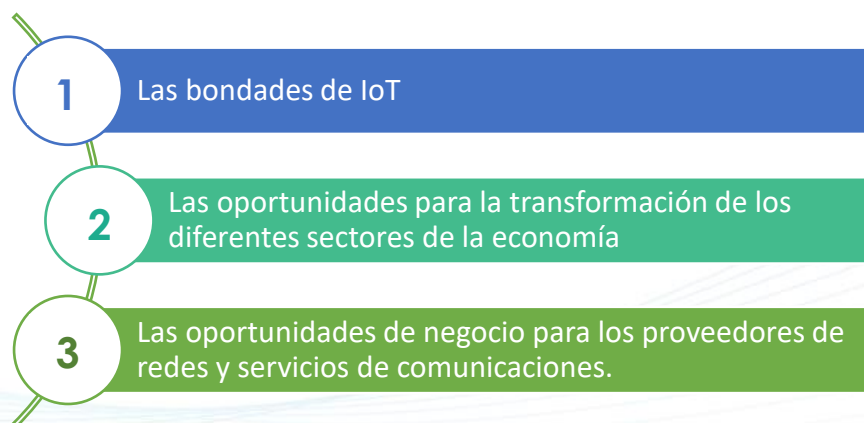 1
Las bondades de IoT
2
Las oportunidades para la transformación de los
diferentes sectores de la economía
3
Las oportunidades de negocio para los proveedores de
redes y servicios de comunicaciones.